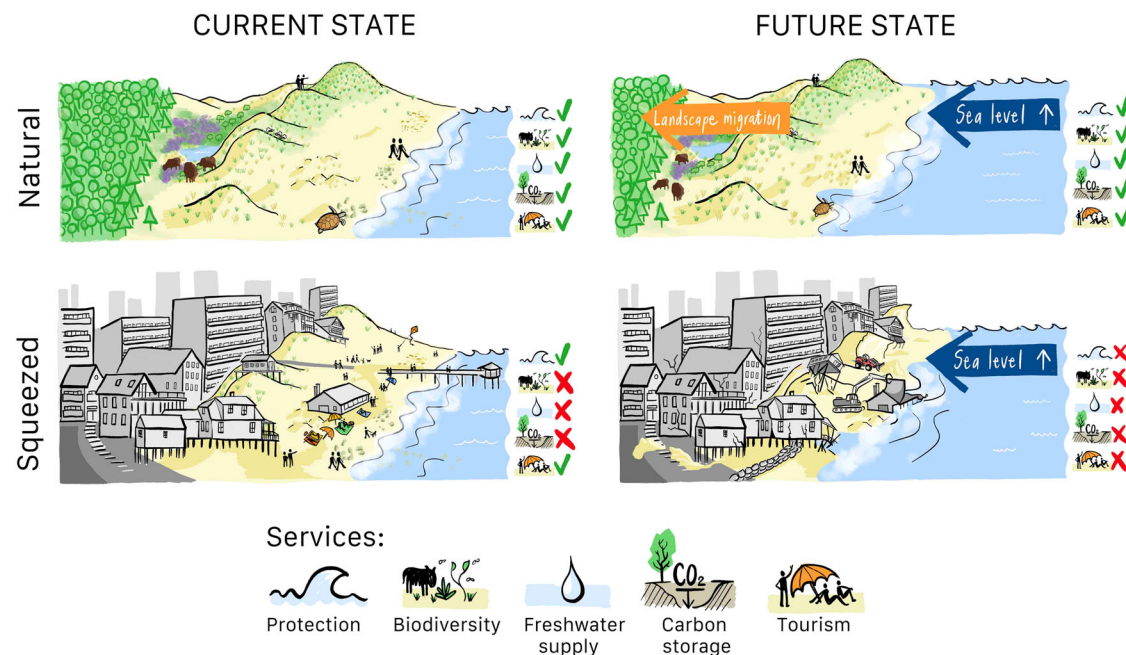 CURRENT STATE
FUTURE STATE
Natural
Landscape migration
Sea level ↑
CO₂
CO₂
Squeezed
Sea level ↑
CO₂
CO₂
Services:
CO₂
Protection
Biodiversity
Freshwater
supply
Carbon
storage
Tourism